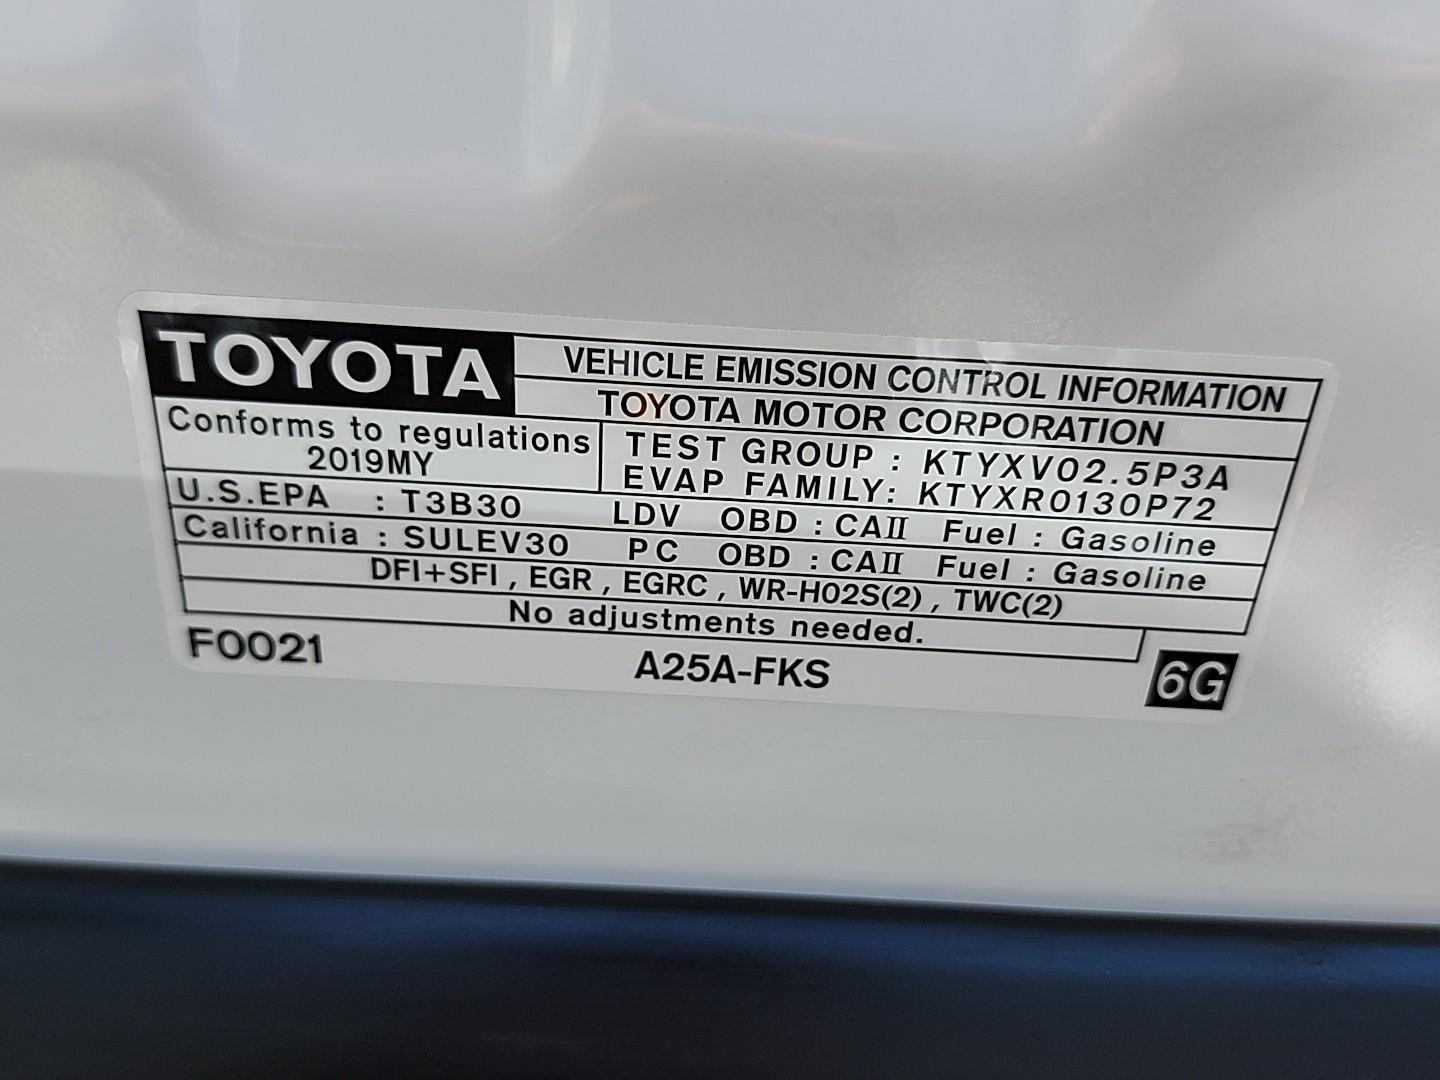 TOYOTA
VEHICLE EMISSION CONTROL INFORMATION
TOYOTA MOTOR CORPORATION
Conforms to regulations
2019MY
TEST GROUP : KTYXV02.5P3A
EVAP FAMILY: KTYXR0130P72
U.S.EPA : T3B30 LDV OBD : CAII Fuel : Gasoline
California : SULEV30 PC OBD : CAII Fuel : Gasoline
DFI+SFI , EGR , EGRC , WR-HO2S(2) , TWC(2)
No adjustments needed.
F0021 A25A-FKS 6G